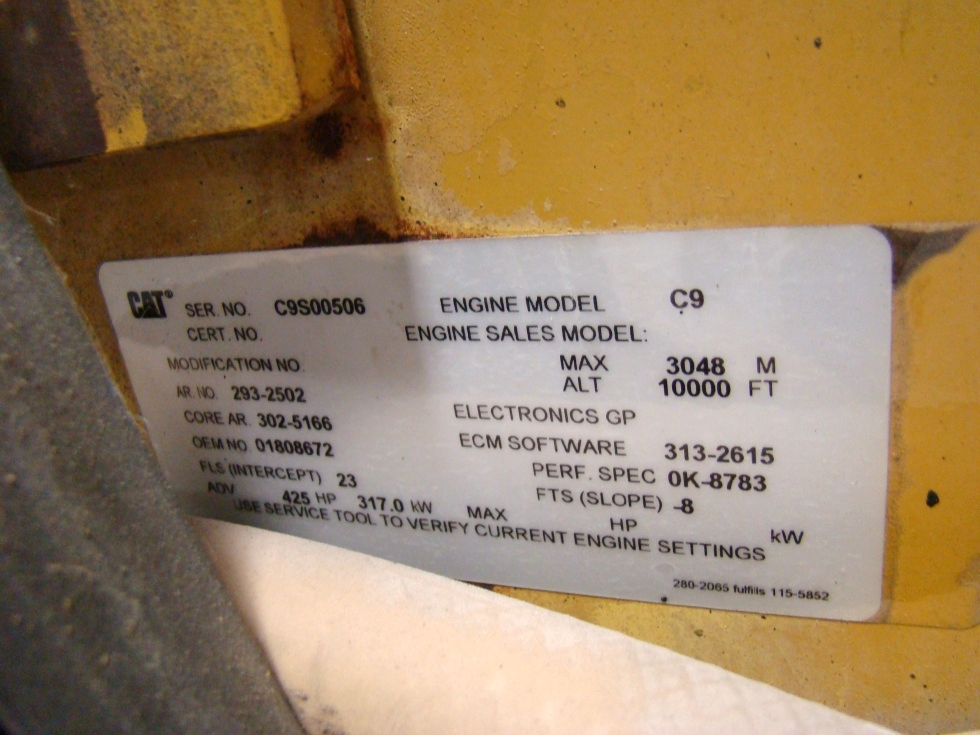 CAT® SER. NO. C9S00506 ENGINE MODEL C9
CERT. NO. ENGINE SALES MODEL:
MODIFICATION NO. MAX 3048 M
AR. NO. 293-2502 ALT 10000 FT
CORE AR. 302-5166 ELECTRONICS GP
OEM NO. 01808672 ECM SOFTWARE 313-2615
FLS (INTERCEPT) 23 PERF. SPEC 0K-8783
FTS (SLOPE) -8
ADV 425 HP 317.0 kW MAX HP kW
USE SERVICE TOOL TO VERIFY CURRENT ENGINE SETTINGS
280-2065 fulfills 115-5852